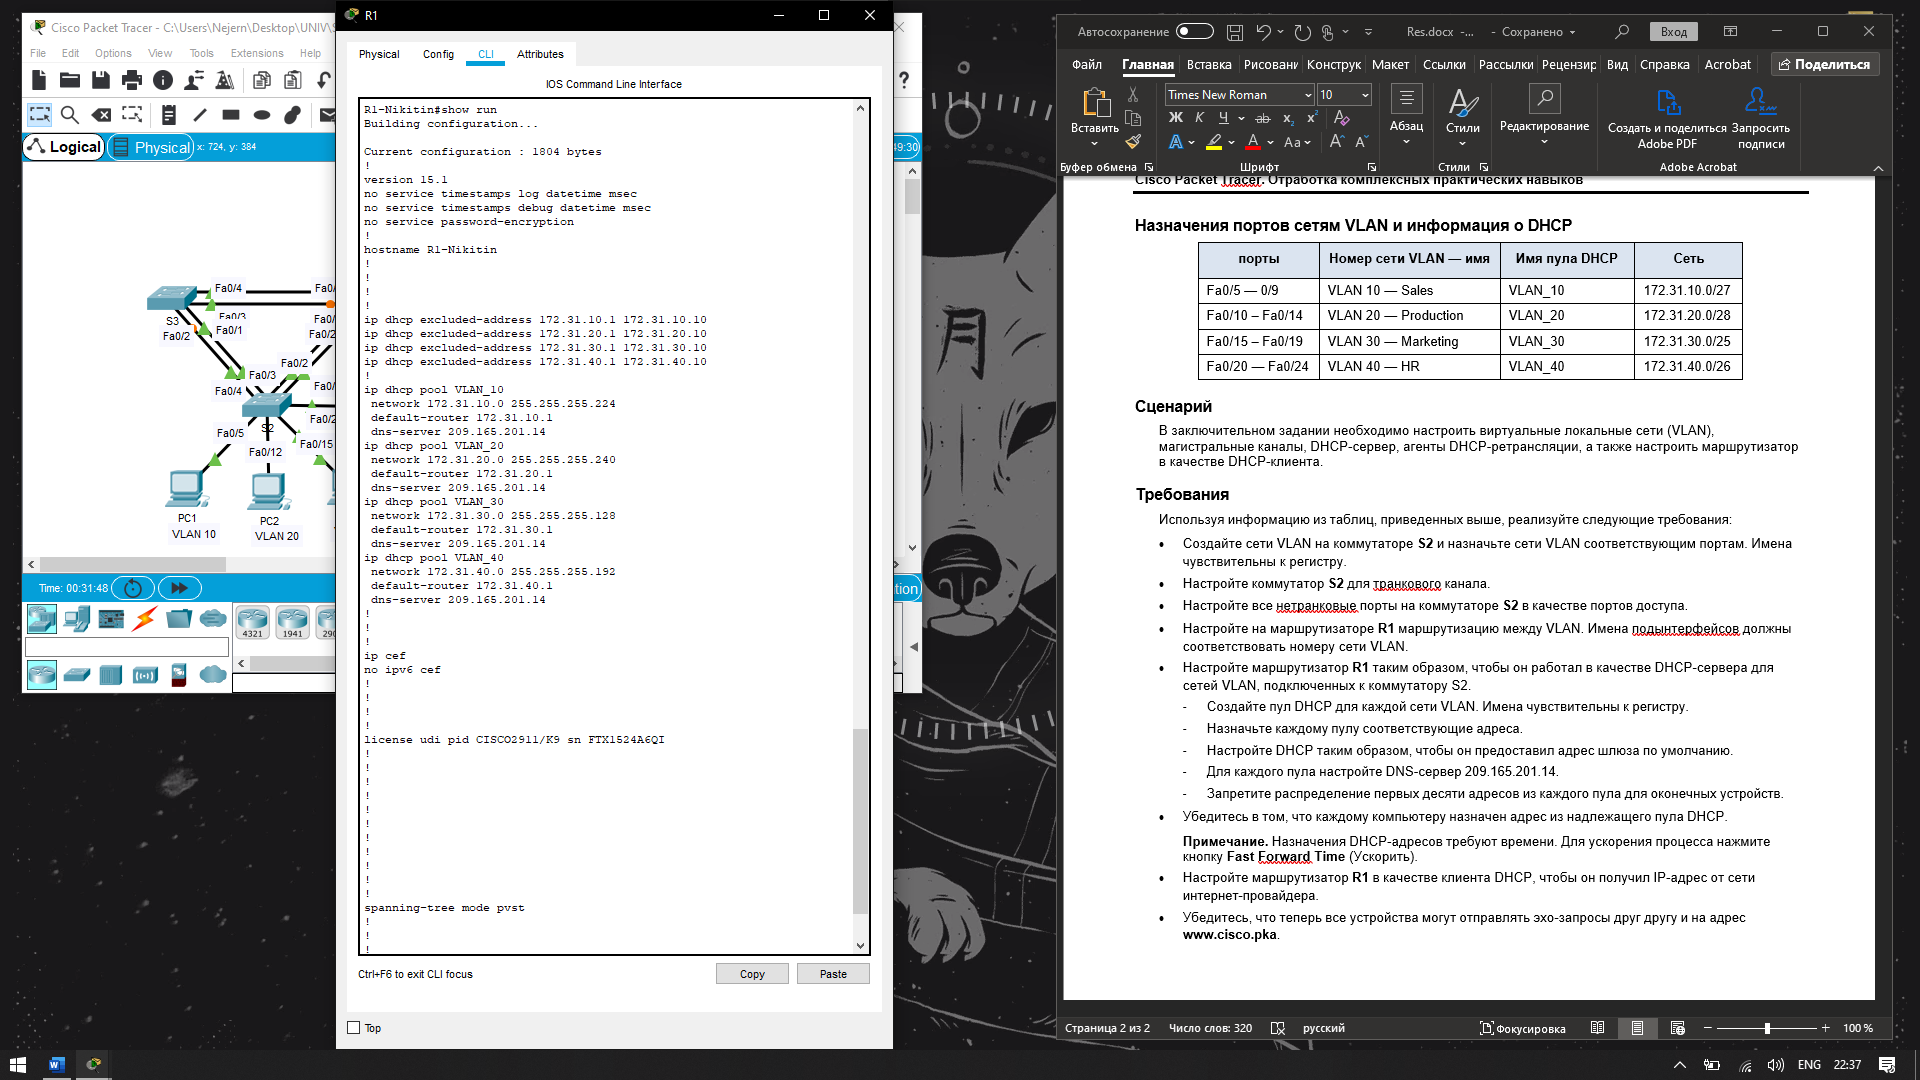 Cisco Packet Tracer - C:\Users\Nejern\Desktop\UNIV\
File Edit Options View Tools Extensions Help
Logical
Physical
x: 724, y: 384
49:30
Fa0/4
Fa0/
S3
Fa0/3
Fa0/2
Fa0/1
Fa0/
Fa0/2
Fa0/3
Fa0/4
Fa0/
Fa0/2
S2
Fa0/5
Fa0/15
Fa0/12
PC1
VLAN 10
PC2
VLAN 20
Time: 00:31:48
tion
4321
1941
290
R1
Physical Config CLI Attributes
IOS Command Line Interface
R1-Nikitin#show run
Building configuration...
Current configuration : 1804 bytes
!
version 15.1
no service timestamps log datetime msec
no service timestamps debug datetime msec
no service password-encryption
!
hostname R1-Nikitin
!
!
!
!
ip dhcp excluded-address 172.31.10.1 172.31.10.10
ip dhcp excluded-address 172.31.20.1 172.31.20.10
ip dhcp excluded-address 172.31.30.1 172.31.30.10
ip dhcp excluded-address 172.31.40.1 172.31.40.10
!
ip dhcp pool VLAN_10
network 172.31.10.0 255.255.255.224
default-router 172.31.10.1
dns-server 209.165.201.14
ip dhcp pool VLAN_20
network 172.31.20.0 255.255.255.240
default-router 172.31.20.1
dns-server 209.165.201.14
ip dhcp pool VLAN_30
network 172.31.30.0 255.255.255.128
default-router 172.31.30.1
dns-server 209.165.201.14
ip dhcp pool VLAN_40
network 172.31.40.0 255.255.255.192
default-router 172.31.40.1
dns-server 209.165.201.14
!
!
!
ip cef
no ipv6 cef
!
!
!
!
license udi pid CISCO2911/K9 sn FTX1524A6QI
!
!
!
!
!
!
!
!
!
!
!
spanning-tree mode pvst
!
!
!
Ctrl+F6 to exit CLI focus
Copy
Paste
Top
月
Автосохранение
Res.docx -...
- Сохранено
Вход
Файл Главная Вставка Рисовани Конструк Макет Ссылки Рассылки Рецензир Вид Справка Acrobat Поделиться
Вставить
Буфер обмена
Times New Roman 10
Ж К Ч ab x₂ x²
A Aa A A
Шрифт
Абзац
Стили
Стили
Редактирование
Создать и поделиться Adobe PDF
Запросить подписи
Adobe Acrobat
Cisco Packet Tracer. Отработка комплексных практических навыков
Назначения портов сетям VLAN и информация о DHCP
порты Номер сети VLAN — имя Имя пула DHCP Сеть
Fa0/5 — 0/9 VLAN 10 — Sales VLAN_10 172.31.10.0/27
Fa0/10 – Fa0/14 VLAN 20 — Production VLAN_20 172.31.20.0/28
Fa0/15 – Fa0/19 VLAN 30 — Marketing VLAN_30 172.31.30.0/25
Fa0/20 — Fa0/24 VLAN 40 — HR VLAN_40 172.31.40.0/26
Сценарий
В заключительном задании необходимо настроить виртуальные локальные сети (VLAN),
магистральные каналы, DHCP-сервер, агенты DHCP-ретрансляции, а также настроить маршрутизатор
в качестве DHCP-клиента.
Требования
Используя информацию из таблиц, приведенных выше, реализуйте следующие требования:
• Создайте сети VLAN на коммутаторе S2 и назначьте сети VLAN соответствующим портам. Имена
чувствительны к регистру.
• Настройте коммутатор S2 для транкового канала.
• Настройте все нетранковые порты на коммутаторе S2 в качестве портов доступа.
• Настройте на маршрутизаторе R1 маршрутизацию между VLAN. Имена подынтерфейсов должны
соответствовать номеру сети VLAN.
• Настройте маршрутизатор R1 таким образом, чтобы он работал в качестве DHCP-сервера для
сетей VLAN, подключенных к коммутатору S2.
- Создайте пул DHCP для каждой сети VLAN. Имена чувствительны к регистру.
- Назначьте каждому пулу соответствующие адреса.
- Настройте DHCP таким образом, чтобы он предоставил адрес шлюза по умолчанию.
- Для каждого пула настройте DNS-сервер 209.165.201.14.
- Запретите распределение первых десяти адресов из каждого пула для оконечных устройств.
• Убедитесь в том, что каждому компьютеру назначен адрес из надлежащего пула DHCP.
Примечание. Назначения DHCP-адресов требуют времени. Для ускорения процесса нажмите
кнопку Fast Forward Time (Ускорить).
• Настройте маршрутизатор R1 в качестве клиента DHCP, чтобы он получил IP-адрес от сети
интернет-провайдера.
• Убедитесь, что теперь все устройства могут отправлять эхо-запросы друг другу и на адрес
www.cisco.pka.
Страница 2 из 2 Число слов: 320 русский Фокусировка 100 %
ENG 22:37